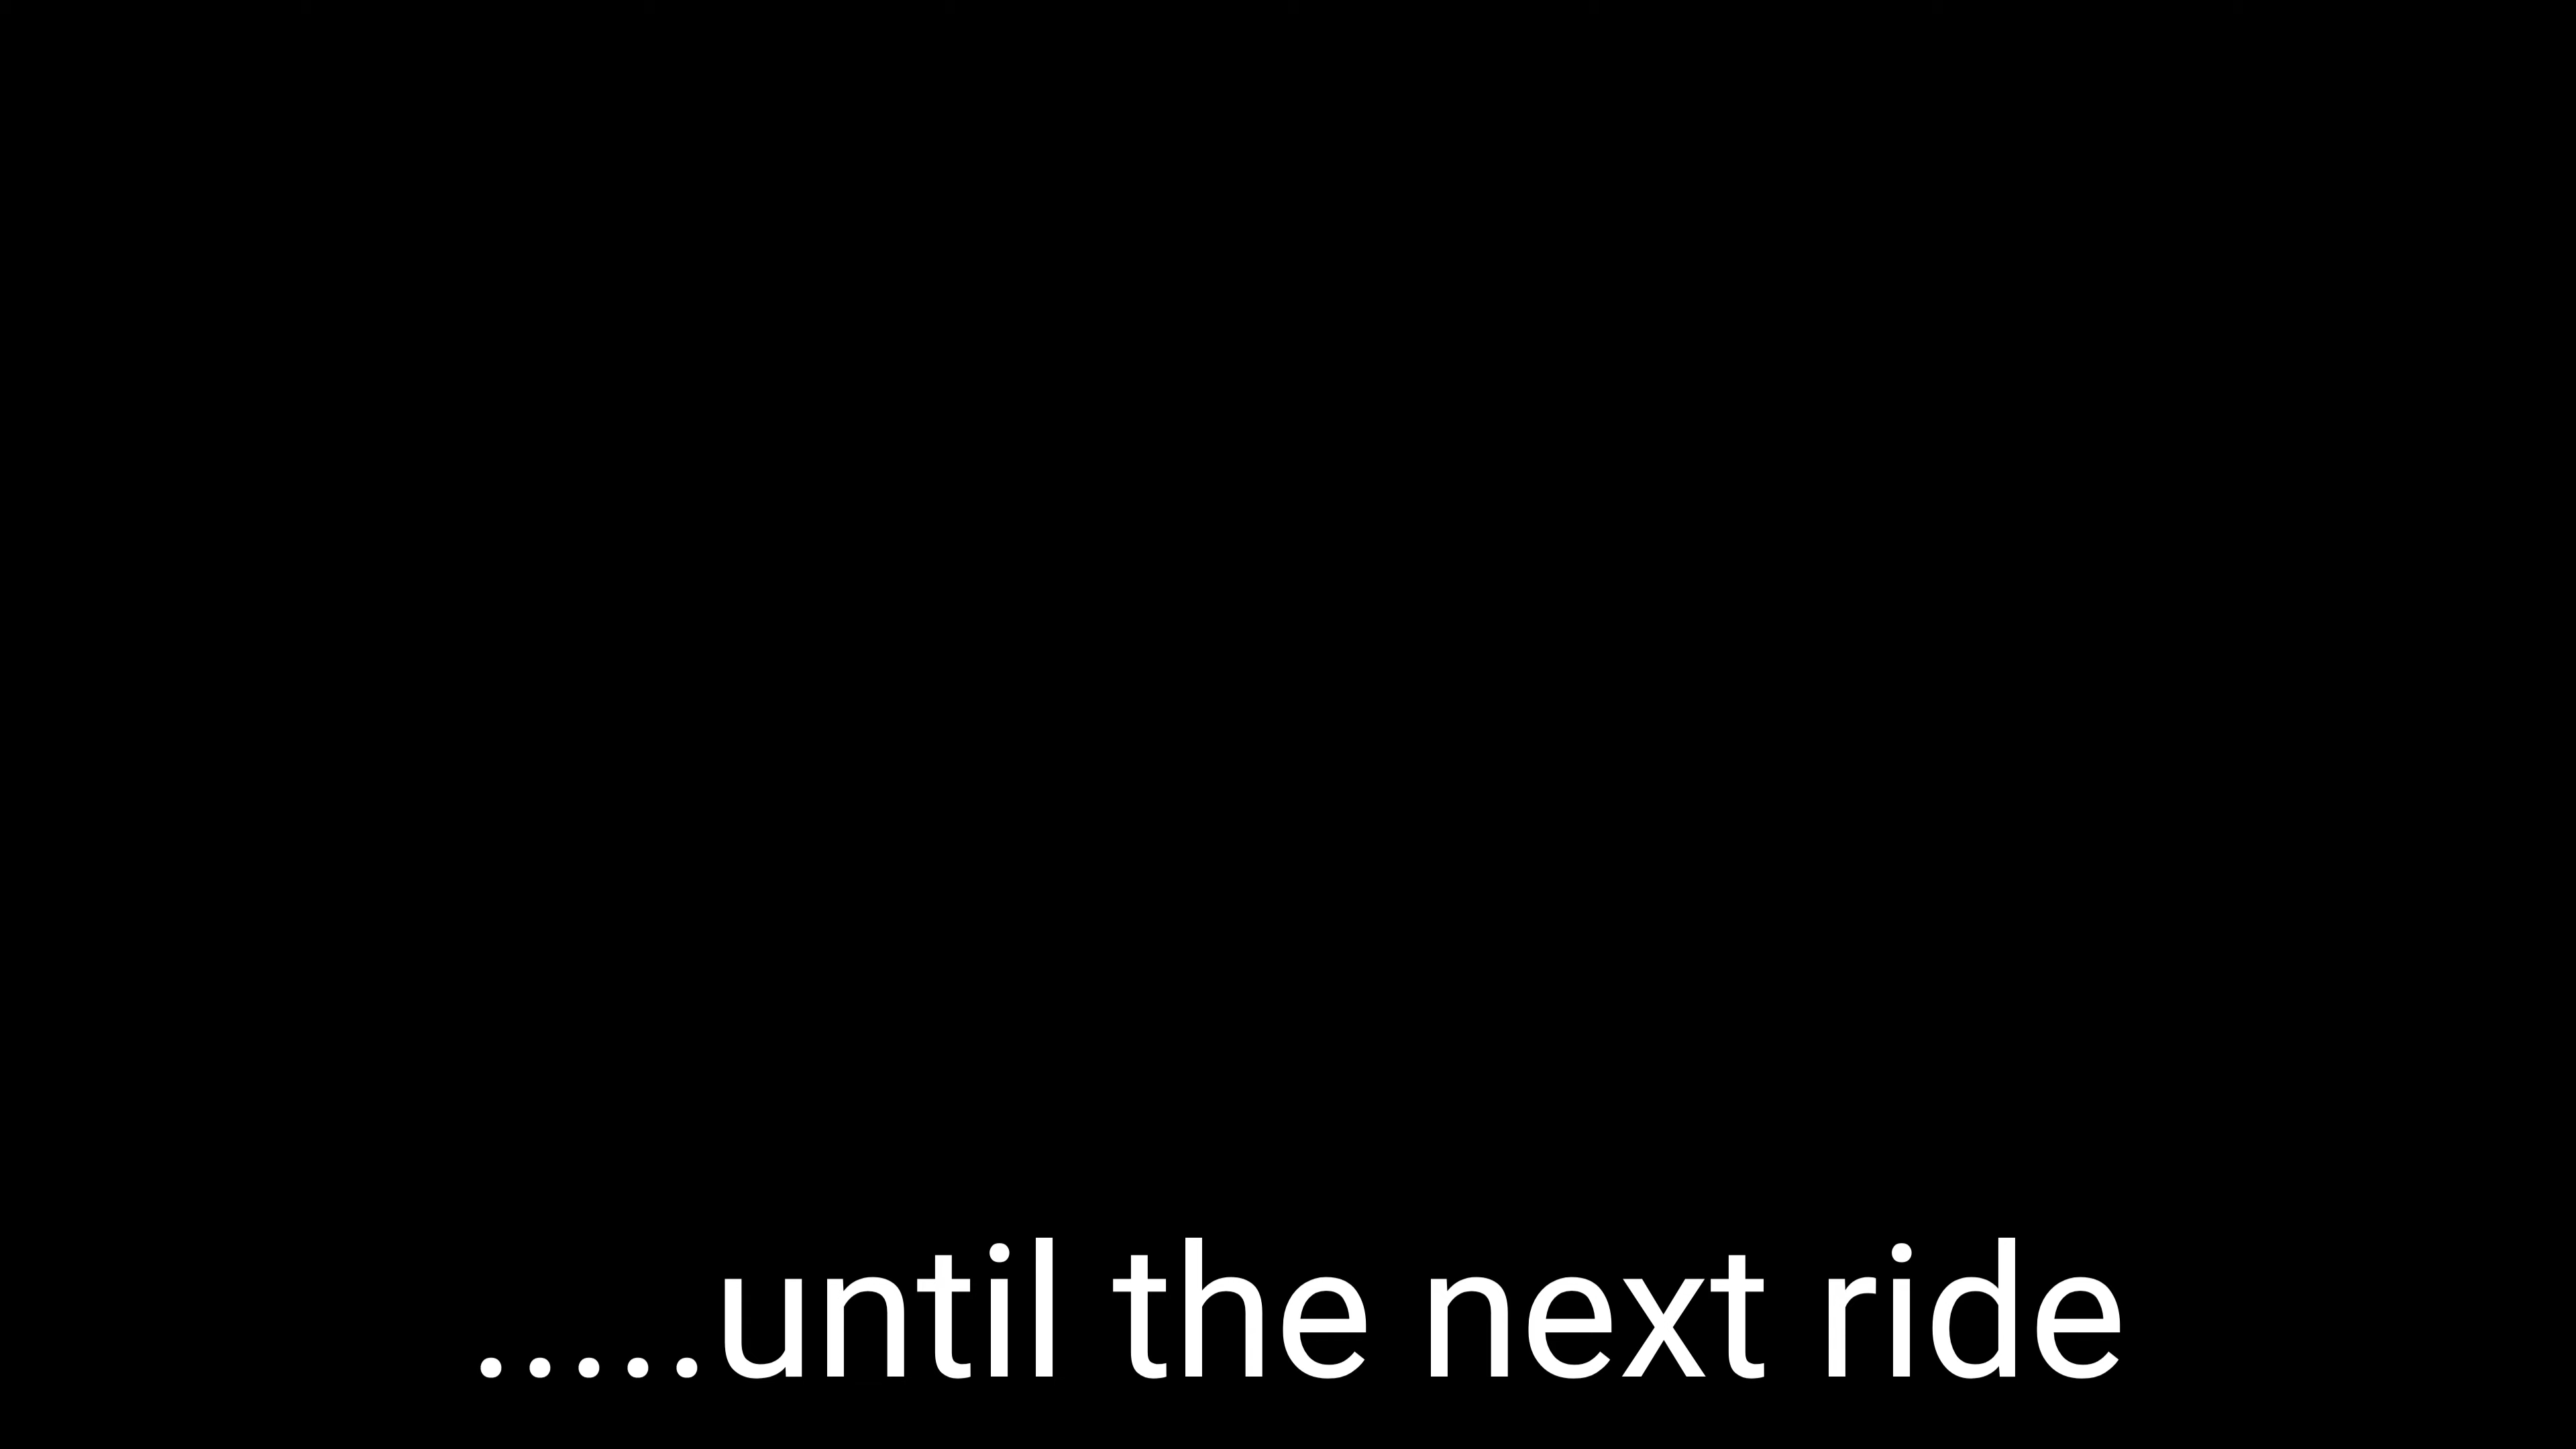 .....until the next ride